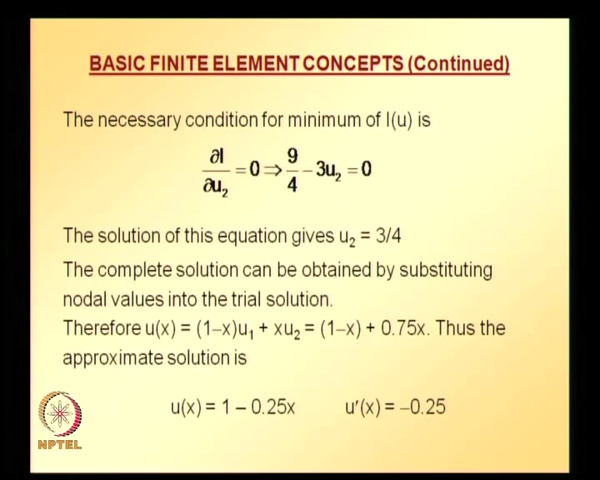 BASIC FINITE ELEMENT CONCEPTS (Continued)
The necessary condition for minimum of I(u) is
∂I/∂u₂ = 0 ⇒ 9/4 − 3u₂ = 0
The solution of this equation gives u₂ = 3/4
The complete solution can be obtained by substituting
nodal values into the trial solution.
Therefore u(x) = (1–x)u₁ + xu₂ = (1–x) + 0.75x. Thus the
approximate solution is
u(x) = 1 – 0.25x u′(x) = –0.25
NPTEL